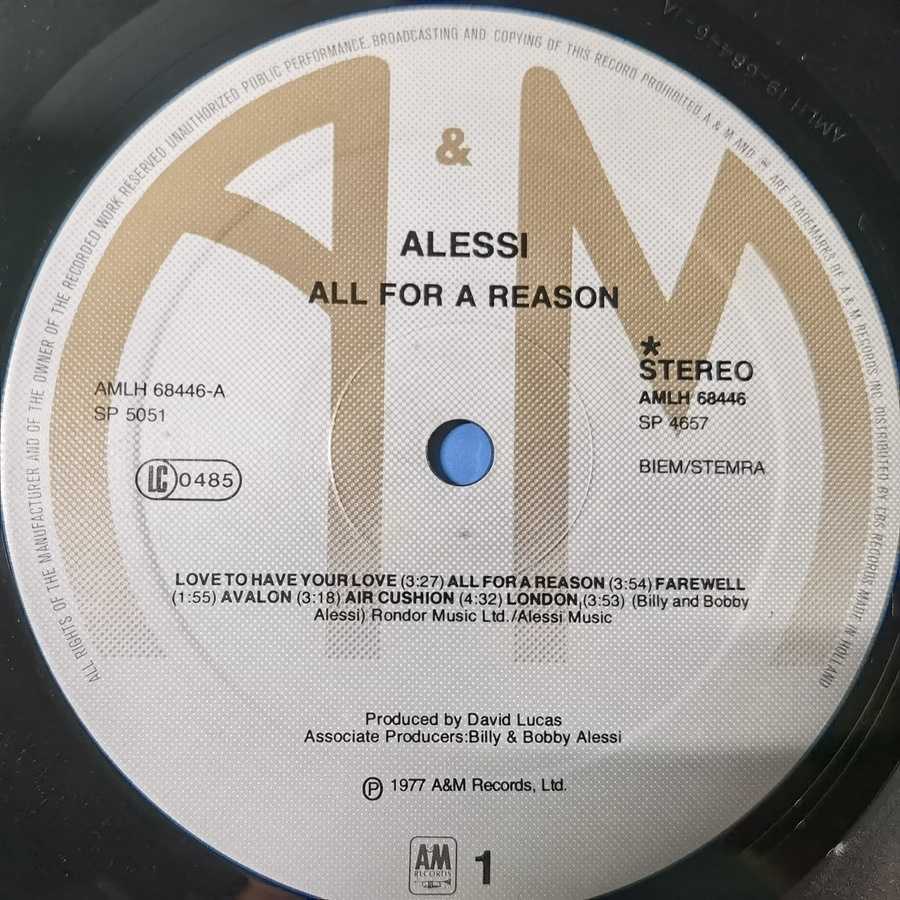 ALL RIGHTS OF THE MANUFACTURER AND OF THE OWNER OF THE RECORDED WORK RESERVED UNAUTHORIZED PUBLIC PERFORMANCE, BROADCASTING AND COPYING OF THIS RECORD PROHIBITED A & M AND ARE TRADEMARKS OF A & M RECORDS INC. DISTRIBUTED BY CBS RECORDS MADE IN HOLLAND
AMLH 68446-A
A & M
ALESSI
ALL FOR A REASON
*
STEREO
AMLH 68446-A
AMLH 68446
SP 5051
SP 4657
LC 0485
BIEM/STEMRA
LOVE TO HAVE YOUR LOVE (3:27) ALL FOR A REASON (3:54) FAREWELL
(1:55) AVALON (3:18) AIR CUSHION (4:32) LONDON (3:53) (Billy and Bobby
Alessi) Rondor Music Ltd./Alessi Music
Produced by David Lucas
Associate Producers:Billy & Bobby Alessi
℗ 1977 A&M Records, Ltd.
AM
RECORDS
1